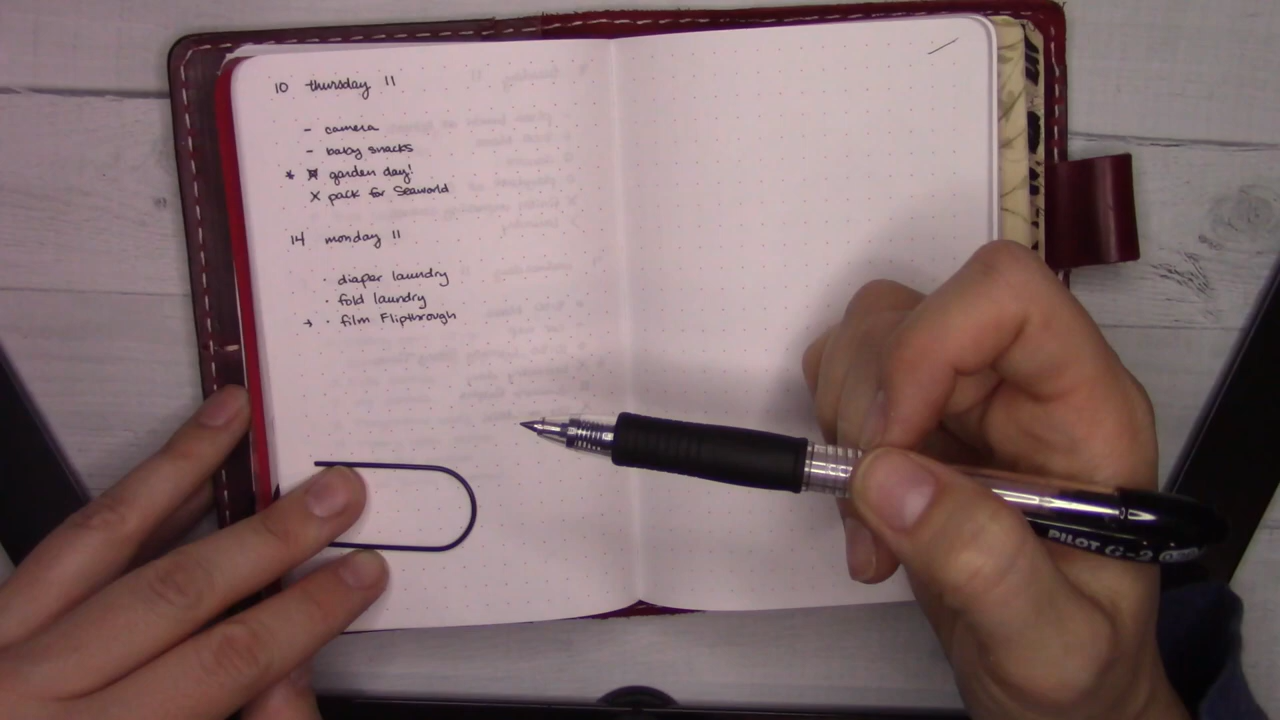 10 thursday 11
- camera
- baby snacks
* garden day!
X pack for Seaworld
14 monday 11
· diaper laundry
· fold laundry
→ · film Flipthrough
PILOT G-2